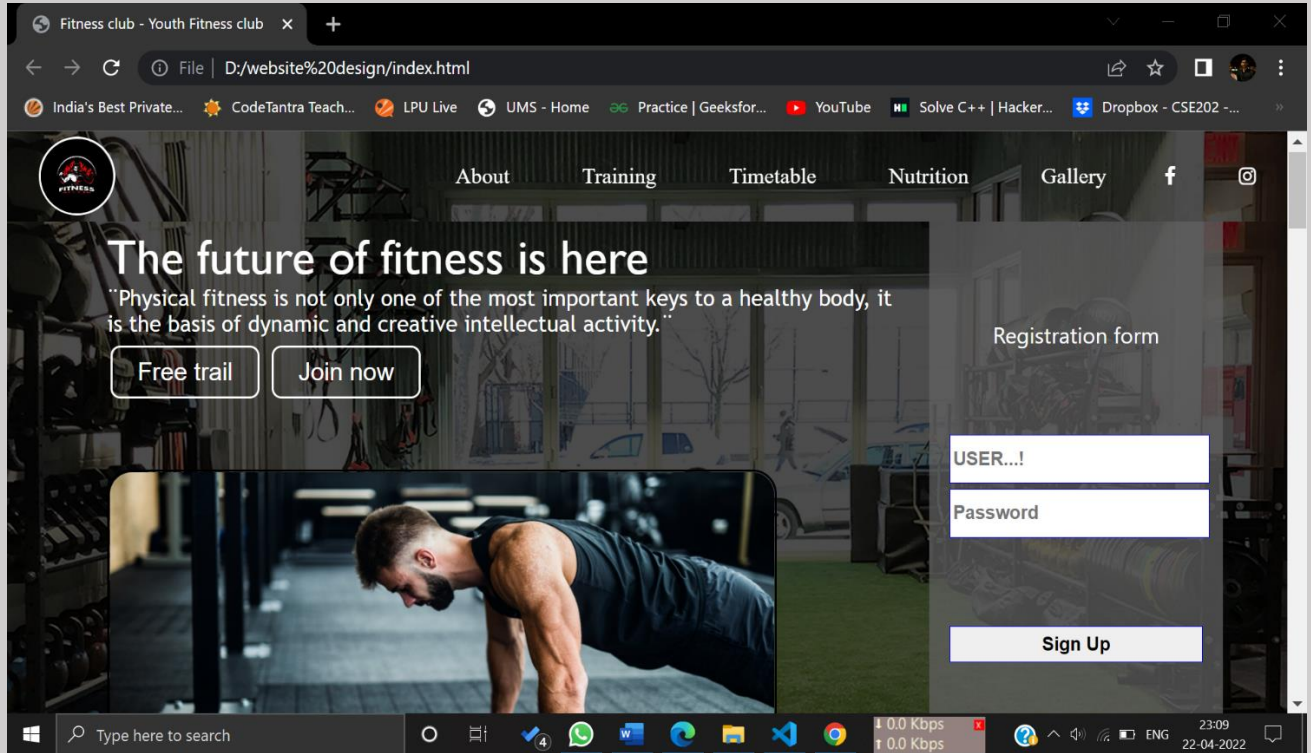 Fitness club - Youth Fitness club
File | D:/website%20design/index.html
India's Best Private... CodeTantra Teach... LPU Live UMS - Home Practice | Geeksfor... YouTube Solve C++ | Hacker... Dropbox - CSE202 -... »
FITNESS
About Training Timetable Nutrition Gallery
The future of fitness is here
¨Physical fitness is not only one of the most important keys to a healthy body, it
is the basis of dynamic and creative intellectual activity.¨
Free trail Join now
Registration form
USER...!
Password
Sign Up
Type here to search
4
0.0 Kbps
0.0 Kbps
ENG
23:09
22-04-2022